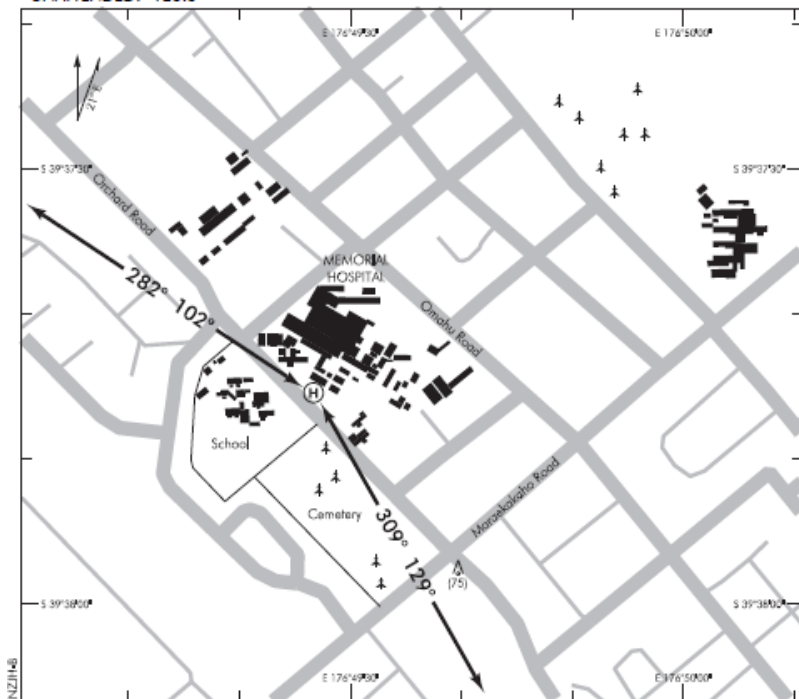 E 176°49'30"
E 176°50'00"
21°E
S 39°37'30"
S 39°37'30"
Orchard Road
MEMORIAL
HOSPITAL
282° 102°
Omahu Road
H
School
Cemetery
Maraekakaho Road
309° 129°
(75)
S 39°38'00"
S 39°38'00"
E 176°49'30"
E 176°50'00"
NZJH-B